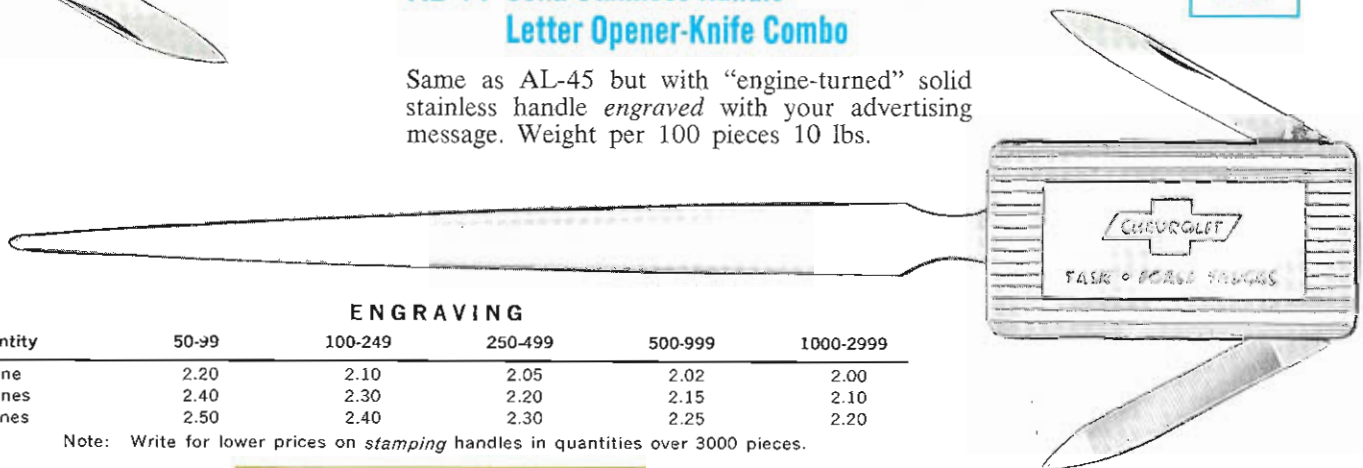 Letter Opener-Knife Combo
Same as AL-45 but with "engine-turned" solid
stainless handle engraved with your advertising
message. Weight per 100 pieces 10 lbs.
CHEVROLET
TASK
ENGRAVING
ntity 50-99 100-249 250-499 500-999 1000-2999
ne 2.20 2.10 2.05 2.02 2.00
nes 2.40 2.30 2.20 2.15 2.10
nes 2.50 2.40 2.30 2.25 2.20
Note: Write for lower prices on stamping handles in quantities over 3000 pieces.